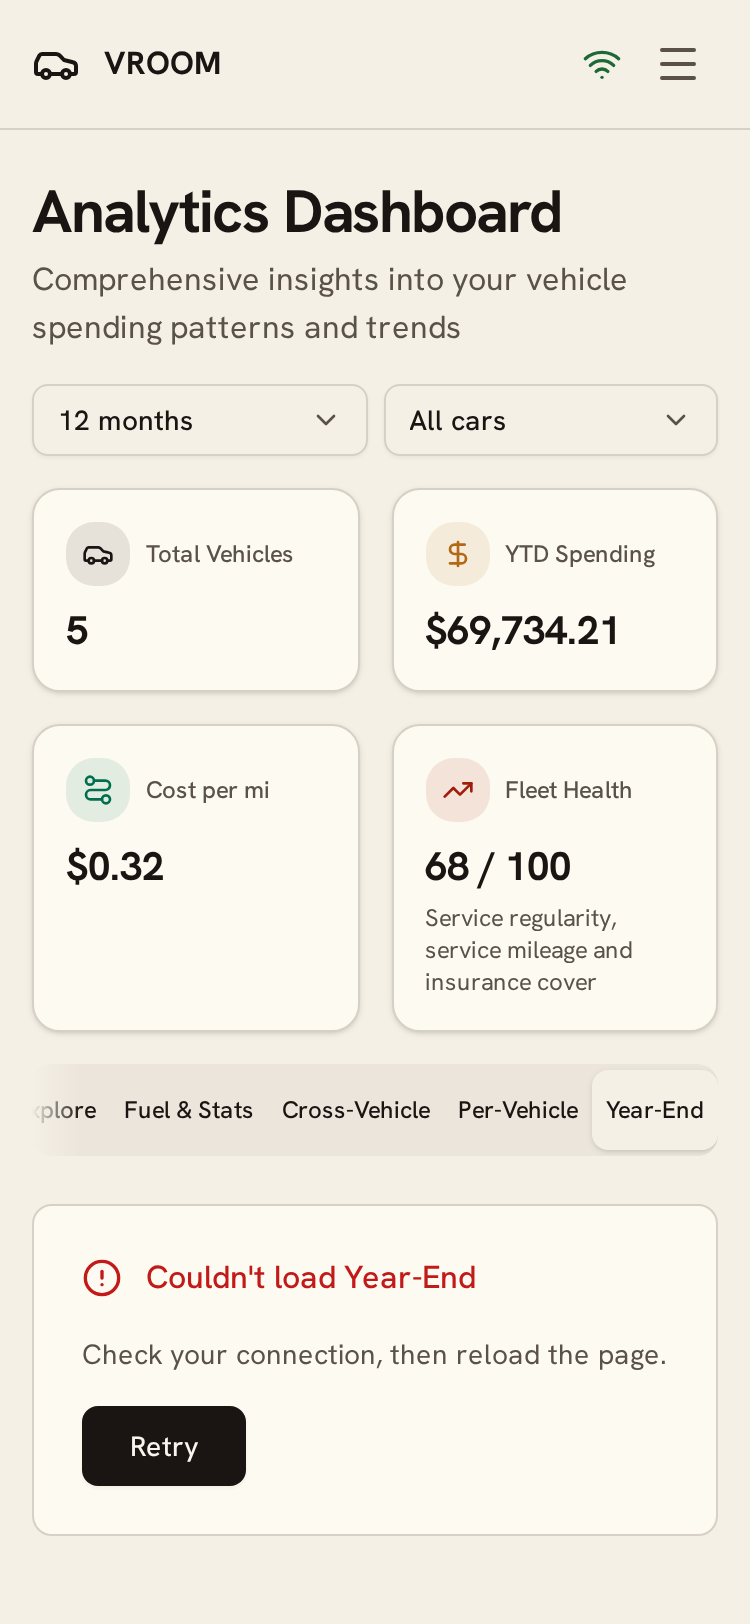 VROOM
Analytics Dashboard
Comprehensive insights into your vehicle
spending patterns and trends
12 months
All cars
Total Vehicles
5
YTD Spending
$69,734.21
Cost per mi
$0.32
Fleet Health
68 / 100
Service regularity,
service mileage and
insurance cover
xplore Fuel & Stats Cross-Vehicle Per-Vehicle Year-End
Couldn't load Year-End
Check your connection, then reload the page.
Retry